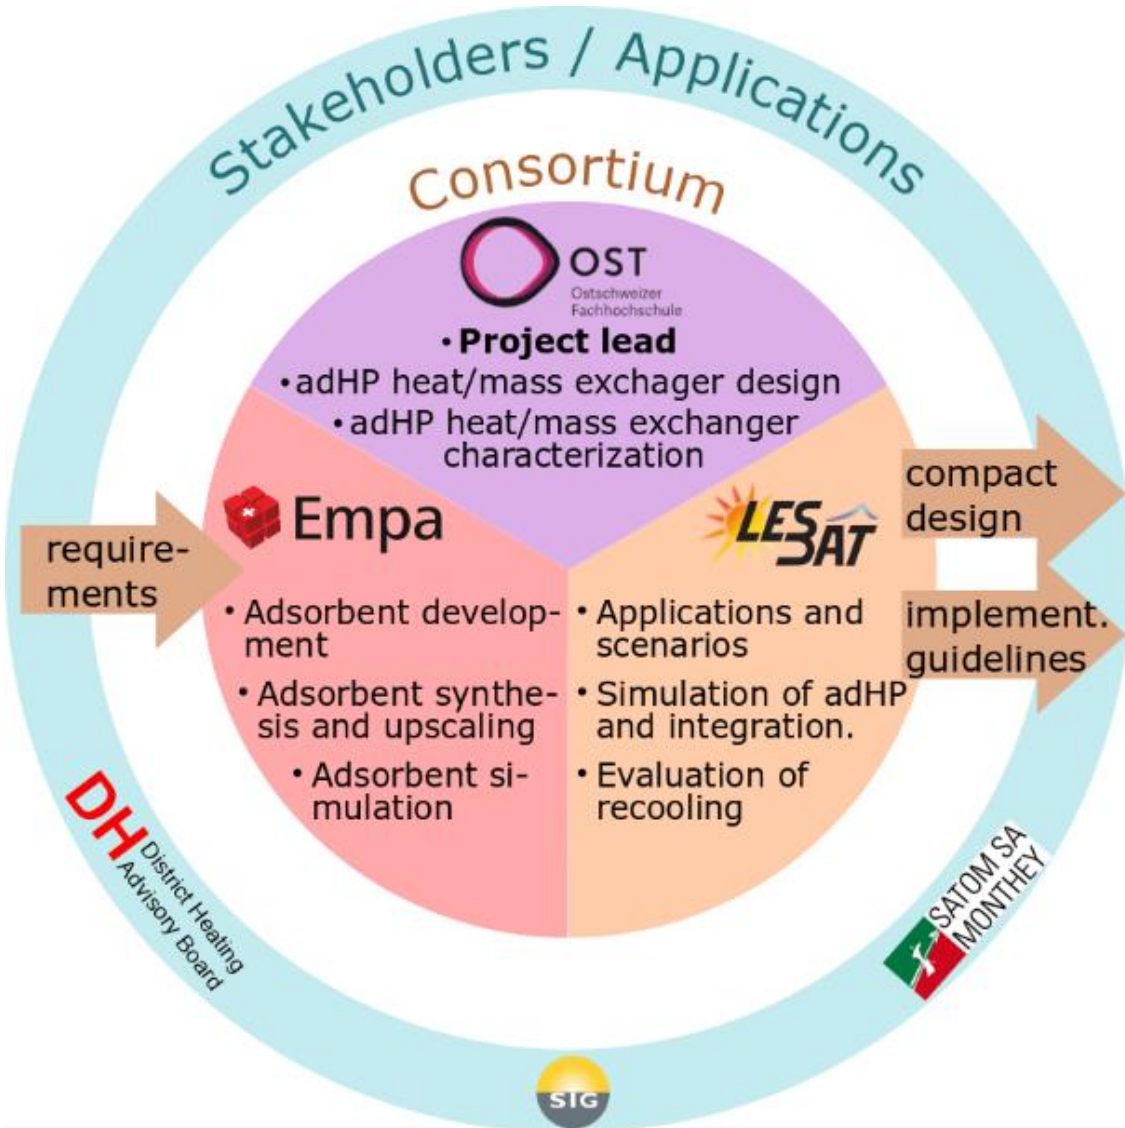 Stakeholders / Applications
Consortium
OST
Ostschweizer
Fachhochschule
• Project lead
• adHP heat/mass exchager design
• adHP heat/mass exchanger
characterization
Empa
• Adsorbent develop-
ment
• Adsorbent synthe-
sis and upscaling
• Adsorbent si-
mulation
LESBAT
• Applications and
scenarios
• Simulation of adHP
and integration.
• Evaluation of
recooling
require-
ments
compact
design
implement.
guidelines
DH
District Heating
Advisory Board
SIG
SATOM SA
MONTHEY